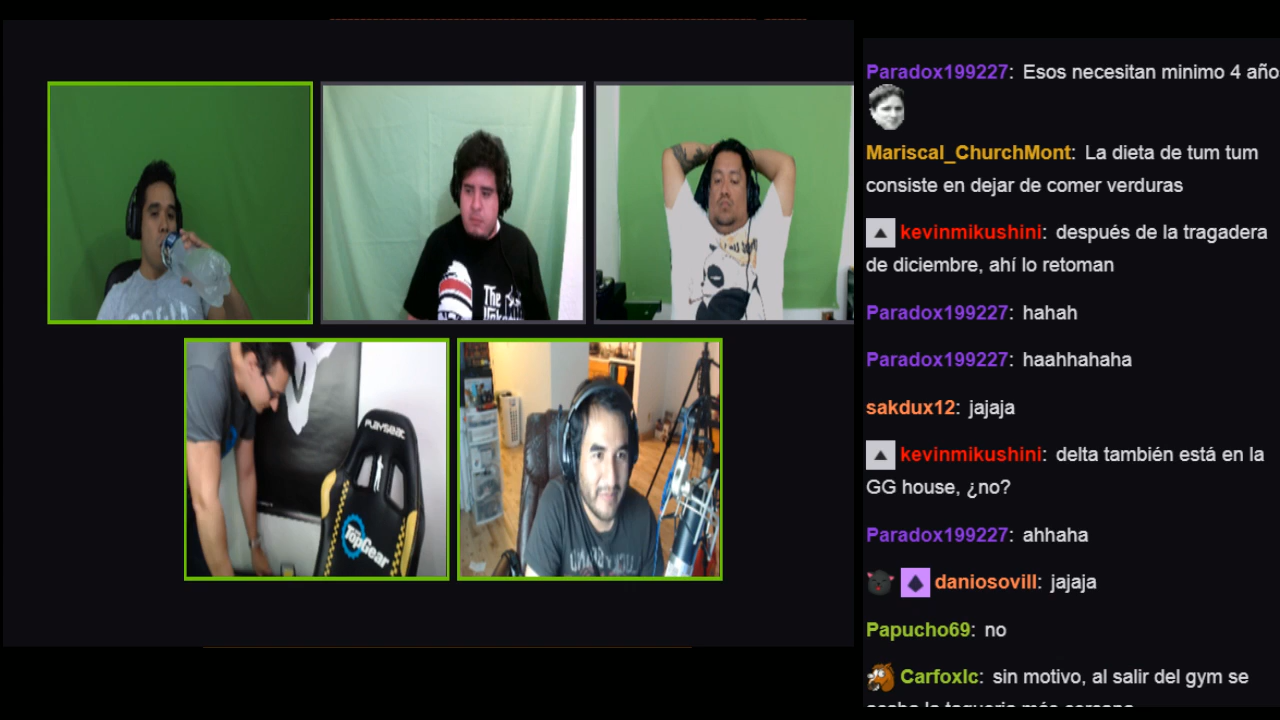 Paradox199227: Esos necesitan minimo 4 año
Mariscal_ChurchMont: La dieta de tum tum
consiste en dejar de comer verduras
kevinmikushini: después de la tragadera
de diciembre, ahí lo retoman
Paradox199227: hahah
Paradox199227: haahhahaha
sakdux12: jajaja
kevinmikushini: delta también está en la
GG house, ¿no?
Paradox199227: ahhaha
daniosovill: jajaja
Papucho69: no
Carfoxlc: sin motivo, al salir del gym se
The
PLAYSEAT
TopGear